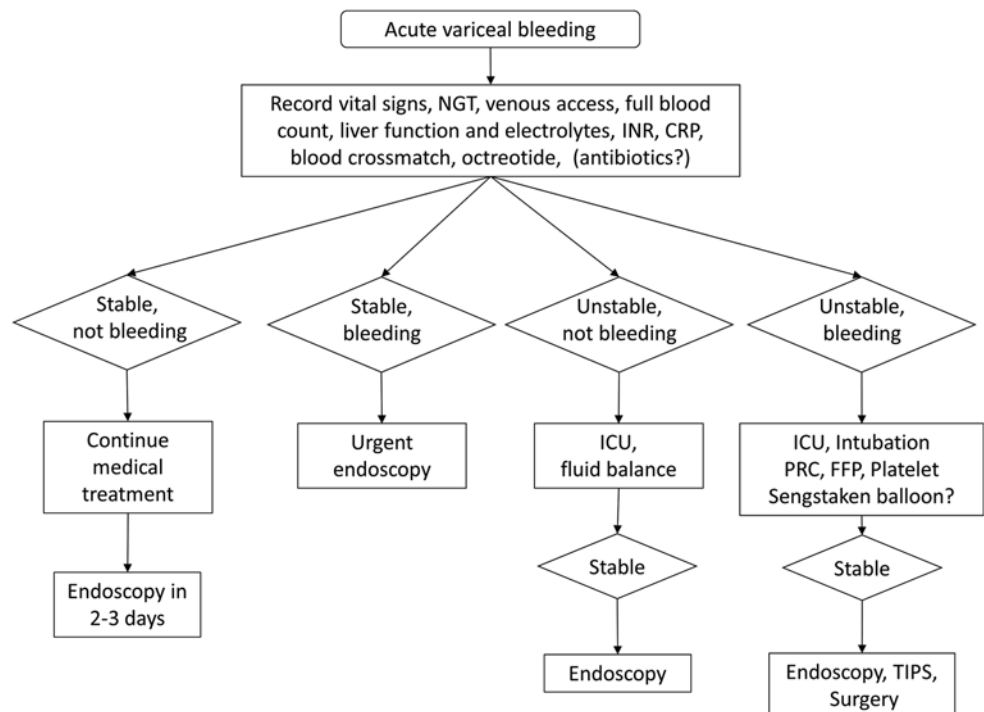 Acute variceal bleeding
Record vital signs, NGT, venous access, full blood
count, liver function and electrolytes, INR, CRP,
blood crossmatch, octreotide,  (antibiotics?)
Stable,
not bleeding
Stable,
bleeding
Unstable,
not bleeding
Unstable,
bleeding
Continue
medical
treatment
Urgent
endoscopy
ICU,
fluid balance
ICU, Intubation
PRC, FFP, Platelet
Sengstaken balloon?
Stable
Stable
Endoscopy in
2-3 days
Endoscopy
Endoscopy, TIPS,
Surgery